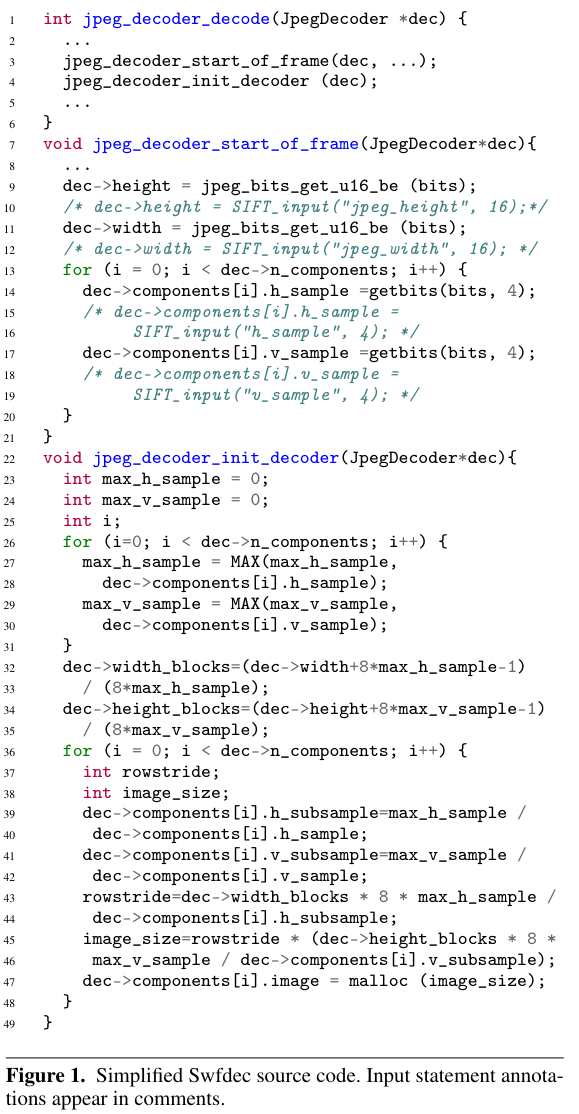 1 int jpeg_decoder_decode(JpegDecoder *dec) {
2 ...
3 jpeg_decoder_start_of_frame(dec, ...);
4 jpeg_decoder_init_decoder (dec);
5 ...
6 }
7 void jpeg_decoder_start_of_frame(JpegDecoder*dec){
8 ...
9 dec->height = jpeg_bits_get_u16_be (bits);
10 /* dec->height = SIFT_input("jpeg_height", 16);*/
11 dec->width = jpeg_bits_get_u16_be (bits);
12 /* dec->width = SIFT_input("jpeg_width", 16); */
13 for (i = 0; i < dec->n_components; i++) {
14 dec->components[i].h_sample =getbits(bits, 4);
15 /* dec->components[i].h_sample =
16 SIFT_input("h_sample", 4); */
17 dec->components[i].v_sample =getbits(bits, 4);
18 /* dec->components[i].v_sample =
19 SIFT_input("v_sample", 4); */
20 }
21 }
22 void jpeg_decoder_init_decoder(JpegDecoder*dec){
23 int max_h_sample = 0;
24 int max_v_sample = 0;
25 int i;
26 for (i=0; i < dec->n_components; i++) {
27 max_h_sample = MAX(max_h_sample,
28 dec->components[i].h_sample);
29 max_v_sample = MAX(max_v_sample,
30 dec->components[i].v_sample);
31 }
32 dec->width_blocks=(dec->width+8*max_h_sample-1)
33 / (8*max_h_sample);
34 dec->height_blocks=(dec->height+8*max_v_sample-1)
35 / (8*max_v_sample);
36 for (i = 0; i < dec->n_components; i++) {
37 int rowstride;
38 int image_size;
39 dec->components[i].h_subsample=max_h_sample /
40 dec->components[i].h_sample;
41 dec->components[i].v_subsample=max_v_sample /
42 dec->components[i].v_sample;
43 rowstride=dec->width_blocks * 8 * max_h_sample /
44 dec->components[i].h_subsample;
45 image_size=rowstride * (dec->height_blocks * 8 *
46 max_v_sample / dec->components[i].v_subsample);
47 dec->components[i].image = malloc (image_size);
48 }
49 }
Figure 1. Simplified Swfdec source code. Input statement annota-
tions appear in comments.